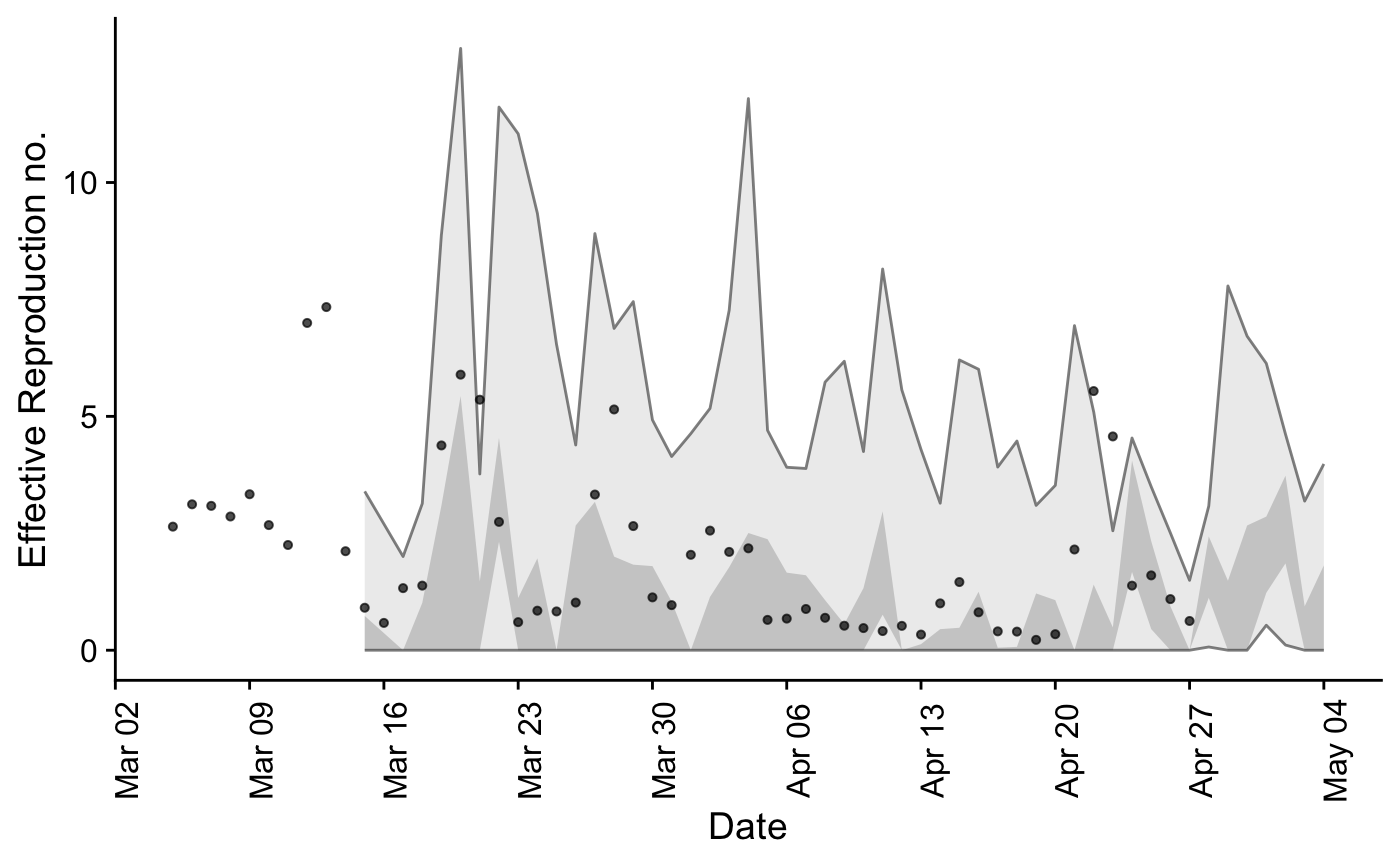 Effective Reproduction no.
10
5
0
Mar 02
Mar 09
Mar 16
Mar 23
Mar 30
Apr 06
Apr 13
Apr 20
Apr 27
May 04
Date